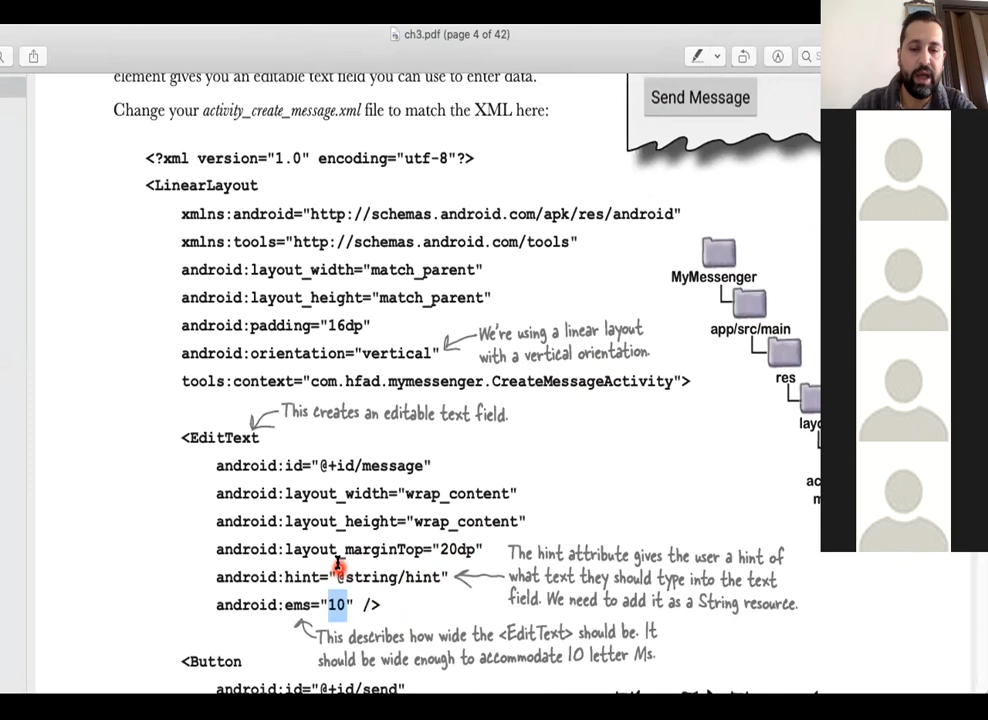 ch3.pdf (page 4 of 42)
element gives you an editable text field you can use to enter data.
Change your activity_create_message.xml file to match the XML here:
Send Message
<?xml version="1.0" encoding="utf-8"?>
<LinearLayout
xmlns:android="http://schemas.android.com/apk/res/android"
xmlns:tools="http://schemas.android.com/tools"
android:layout_width="match_parent"
android:layout_height="match_parent"
android:padding="16dp"
android:orientation="vertical"
We're using a linear layout
with a vertical orientation.
tools:context="com.hfad.mymessenger.CreateMessageActivity">
MyMessenger
app/src/main
res
This creates an editable text field.
<EditText
android:id="@+id/message"
android:layout_width="wrap_content"
android:layout_height="wrap_content"
android:layout_marginTop="20dp"
android:hint="@string/hint"
The hint attribute gives the user a hint of
what text they should type into the text
field. We need to add it as a String resource.
android:ems="10" />
This describes how wide the <EditText> should be. It
should be wide enough to accommodate 10 letter Ms.
<Button
android:id="@+id/send"